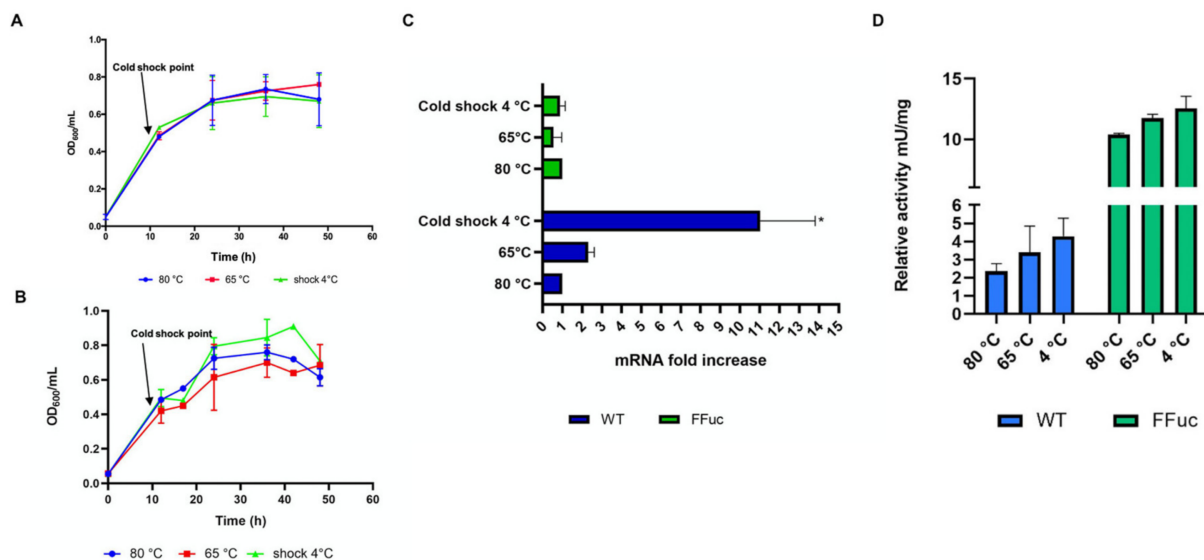 A
1.0
0.8
0.6
0.4
0.2
0.0
OD600/mL
Cold shock point
0 10 20 30 40 50 60
Time (h)
80 °C 65 °C shock 4°C
B
1.0
0.8
0.6
0.4
0.2
0.0
OD600/mL
Cold shock point
0 10 20 30 40 50 60
Time (h)
80 °C 65 °C shock 4°C
C
Cold shock 4 °C
65°C
80 °C
Cold shock 4 °C
*
65°C
80 °C
0 1 2 3 4 5 6 7 8 9 10 11 12 13 14 15
mRNA fold increase
WT FFuc
D
15
10
6
5
4
3
2
1
0
Relative activity mU/mg
80 °C 65 °C 4 °C 80 °C 65 °C 4 °C
WT FFuc